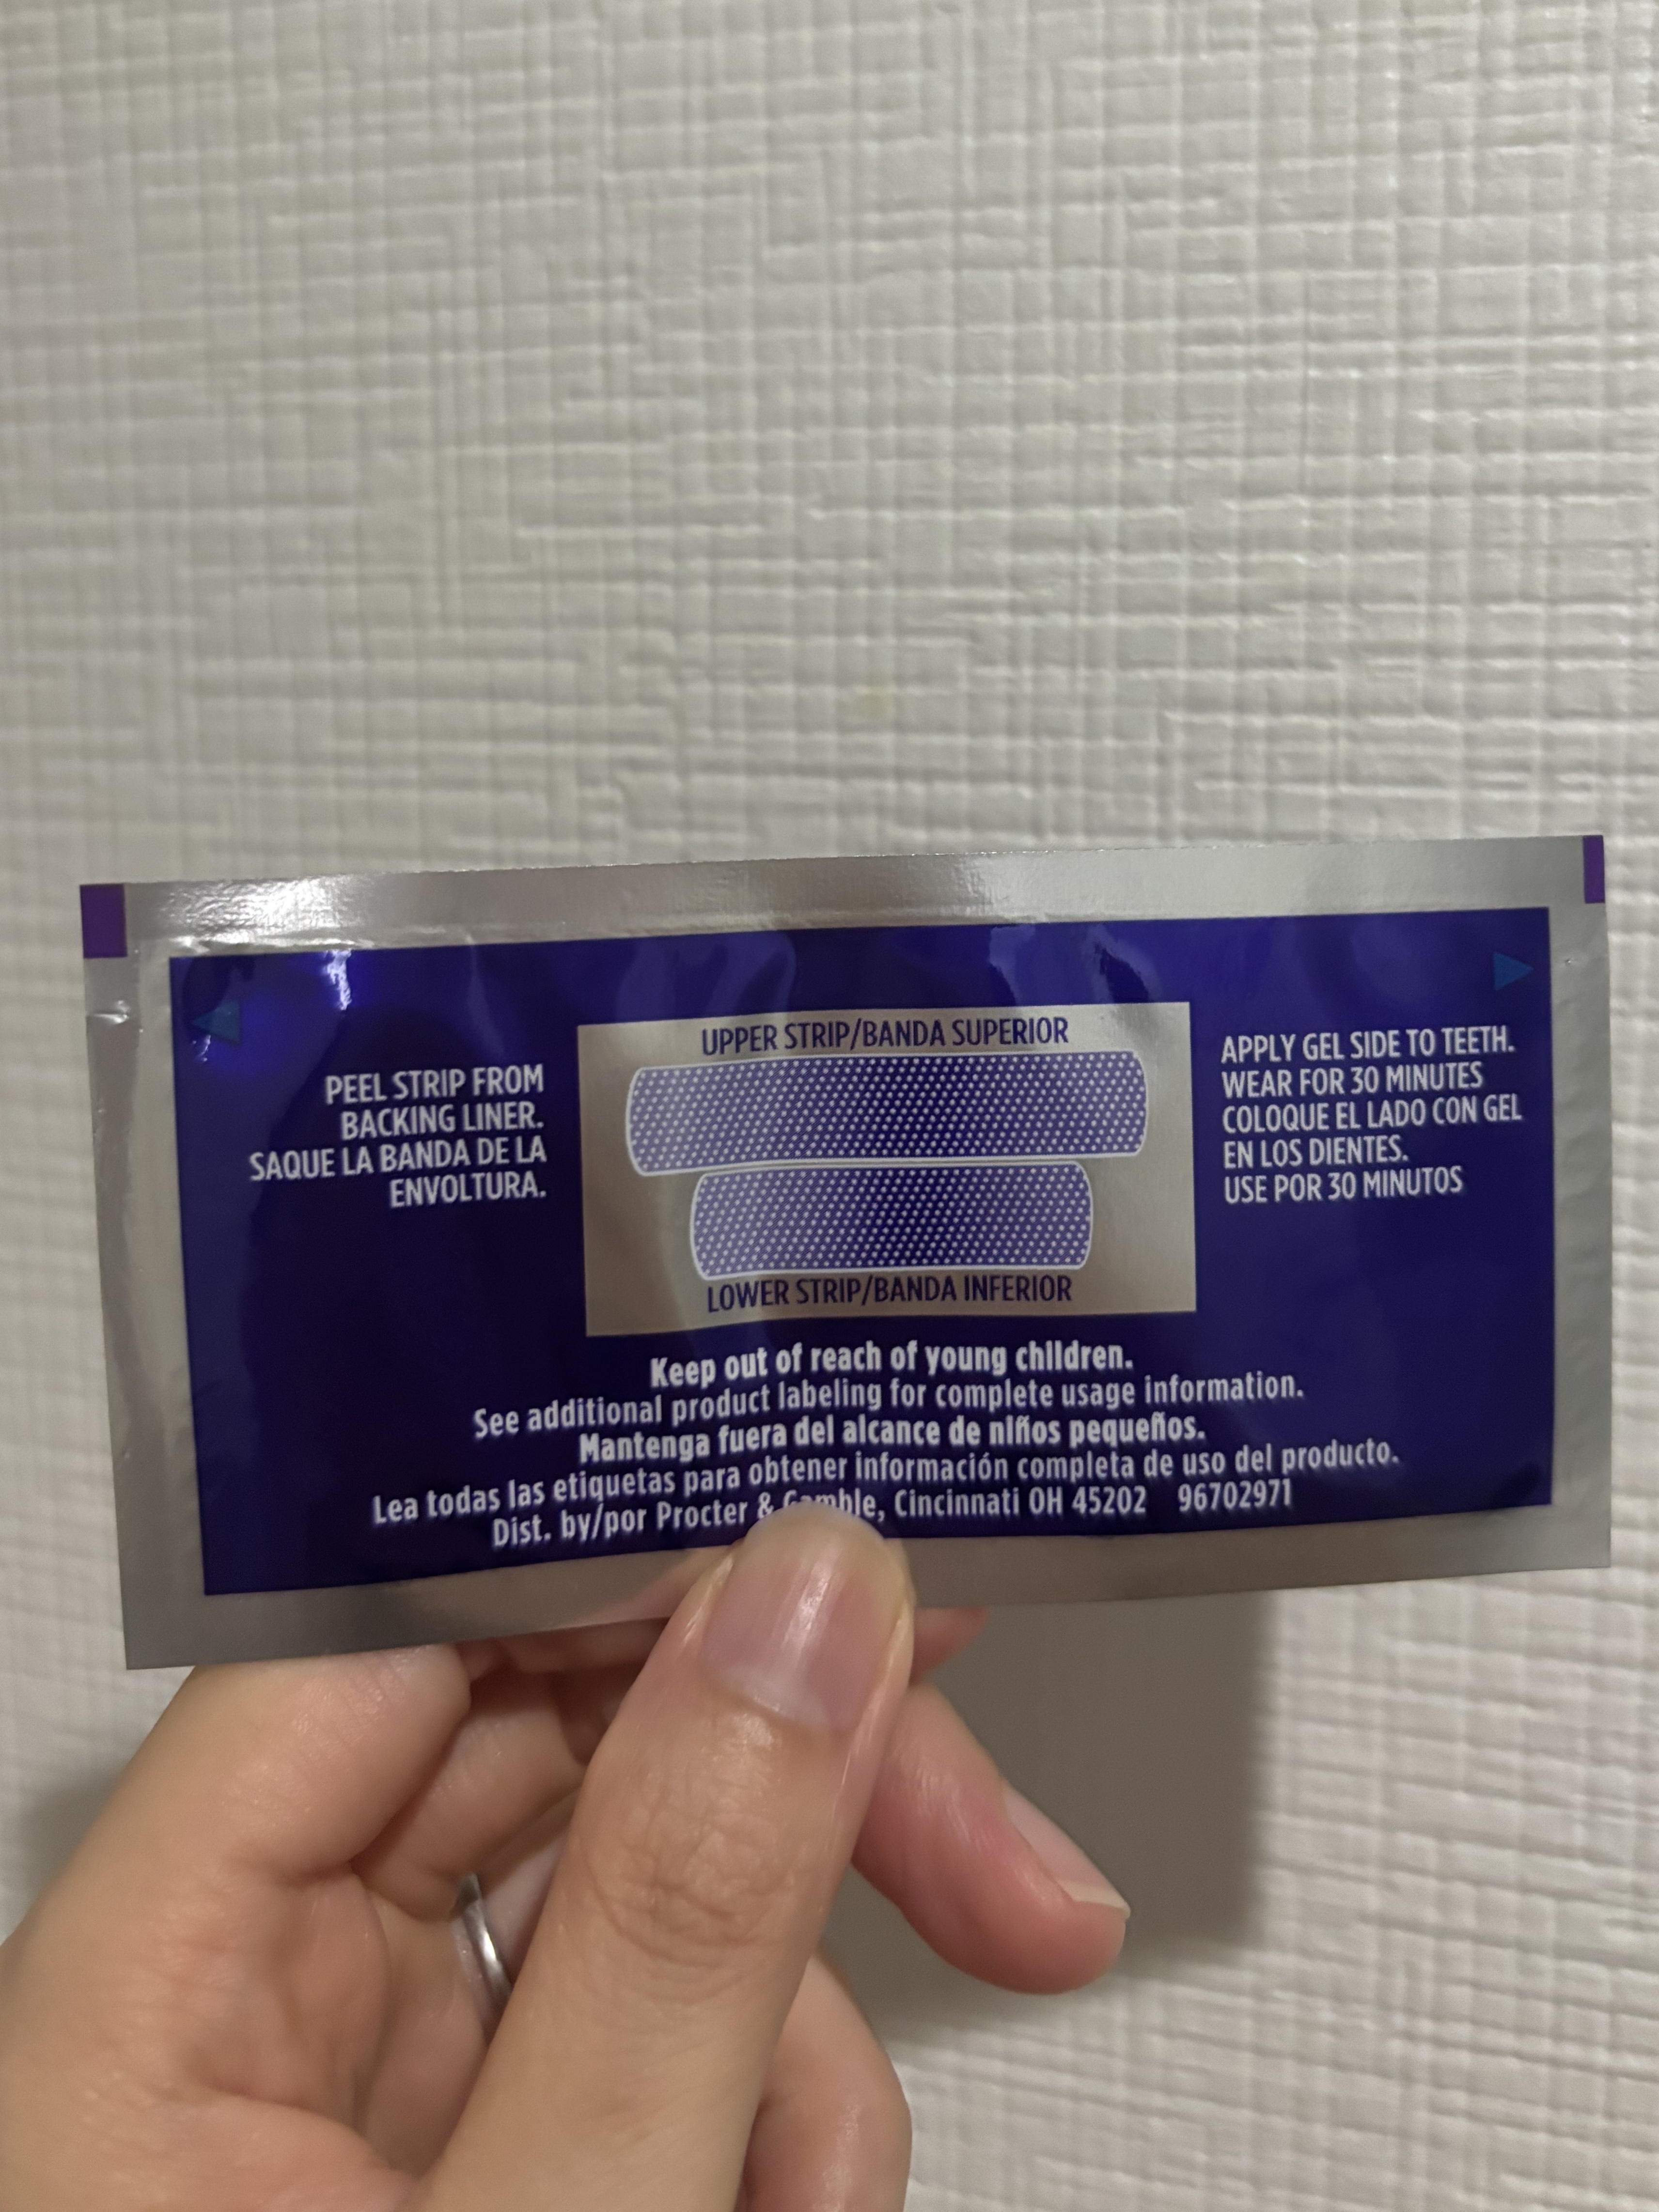 UPPER STRIP/BANDA SUPERIOR
PEEL STRIP FROM
BACKING LINER.
SAQUE LA BANDA DE LA
ENVOLTURA.
APPLY GEL SIDE TO TEETH.
WEAR FOR 30 MINUTES
COLOQUE EL LADO CON GEL
EN LOS DIENTES.
USE POR 30 MINUTOS
LOWER STRIP/BANDA INFERIOR
Keep out of reach of young children.
See additional product labeling for complete usage information.
Mantenga fuera del alcance de niños pequeños.
Lea todas las etiquetas para obtener información completa de uso del producto.
Dist. by/por Procter & Gamble, Cincinnati OH 45202 96702971